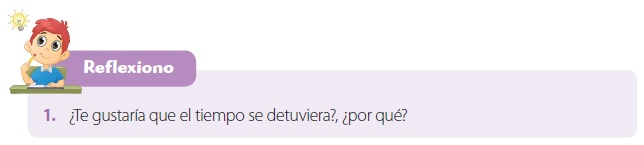 Reflexiono
1. ¿Te gustaría que el tiempo se detuviera?, ¿por qué?